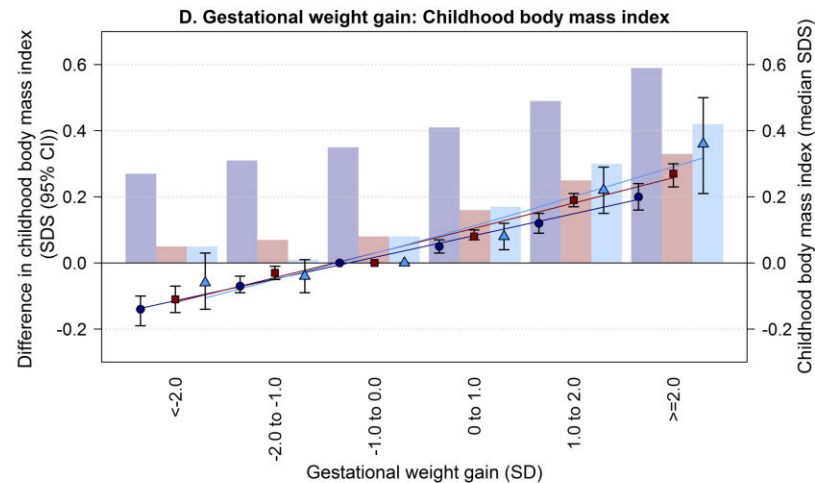 D. Gestational weight gain: Childhood body mass index
Difference in childhood body mass index
(SDS (95% CI))
0.6
0.4
0.2
0.0
-0.2
0.6
0.4
0.2
0.0
-0.2
Childhood body mass index (median SDS)
<-2.0
-2.0 to -1.0
-1.0 to 0.0
0 to 1.0
1.0 to 2.0
>=2.0
Gestational weight gain (SD)